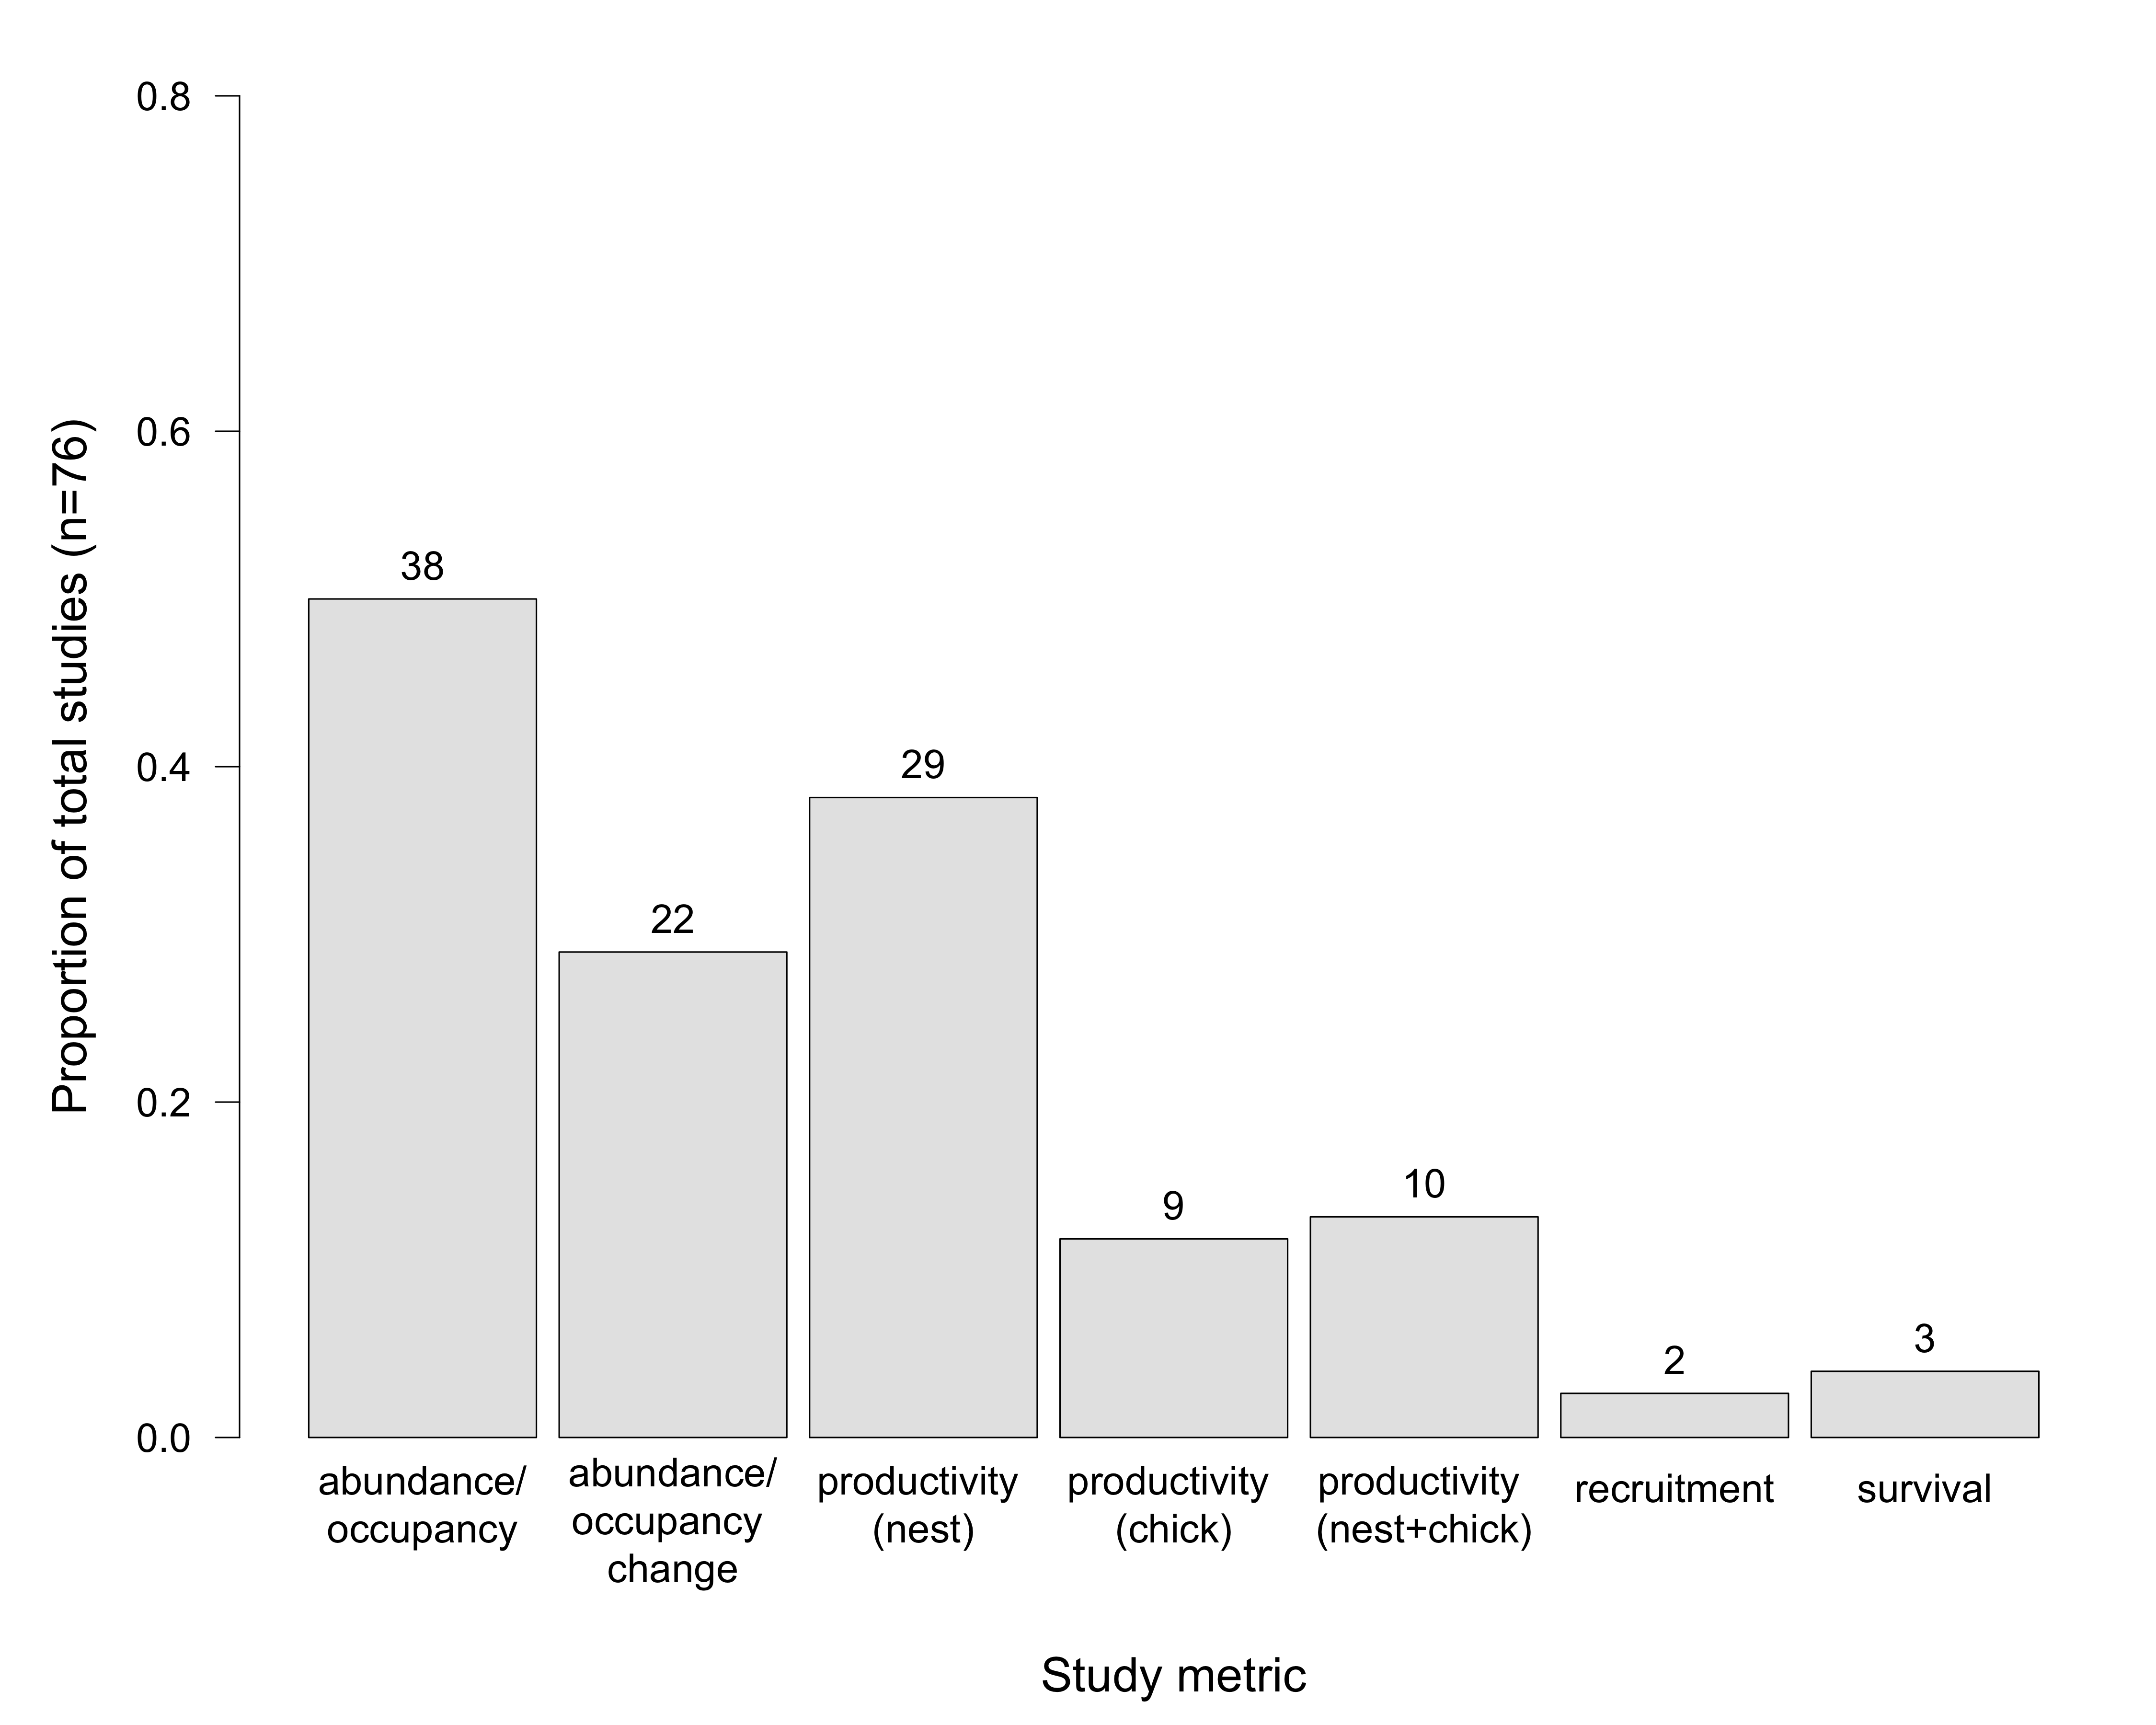 Proportion of total studies (n=76)
0.8
0.6
0.4
0.2
0.0
38
22
29
9
10
2
3
abundance/
occupancy
abundance/
occupancy
change
productivity
(nest)
productivity
(chick)
productivity
(nest+chick)
recruitment
survival
Study metric